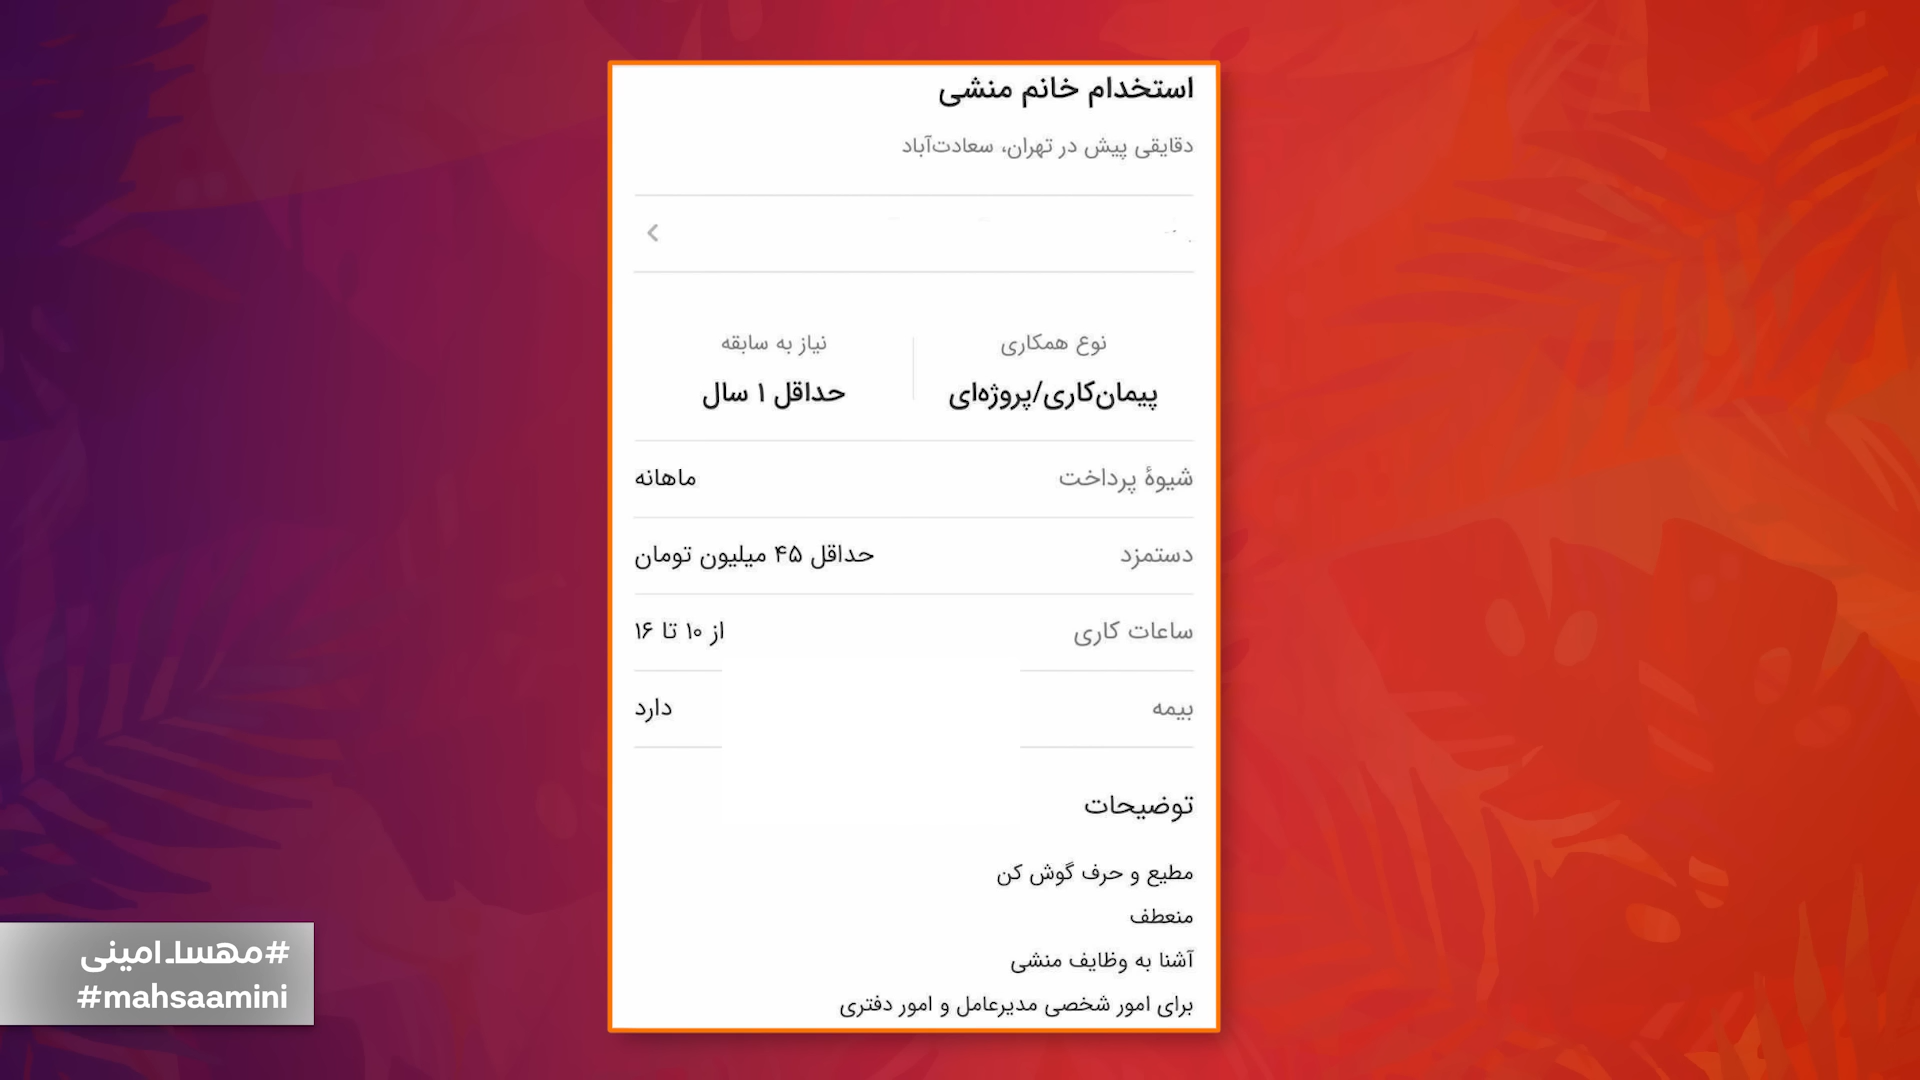 استخدام خانم منشی
دقایقی پیش در تهران، سعادت‌آباد
نوع همکاری
پیمان‌کاری/پروژه‌ای
نیاز به سابقه
حداقل ۱ سال
شیوهٔ پرداخت ماهانه
دستمزد حداقل ۴۵ میلیون تومان
ساعات کاری از ۱۰ تا ۱۶
بیمه دارد
توضیحات
مطیع و حرف گوش کن
منعطف
آشنا به وظایف منشی
برای امور شخصی مدیرعامل و امور دفتری
#مهسا_امینی
#mahsaamini